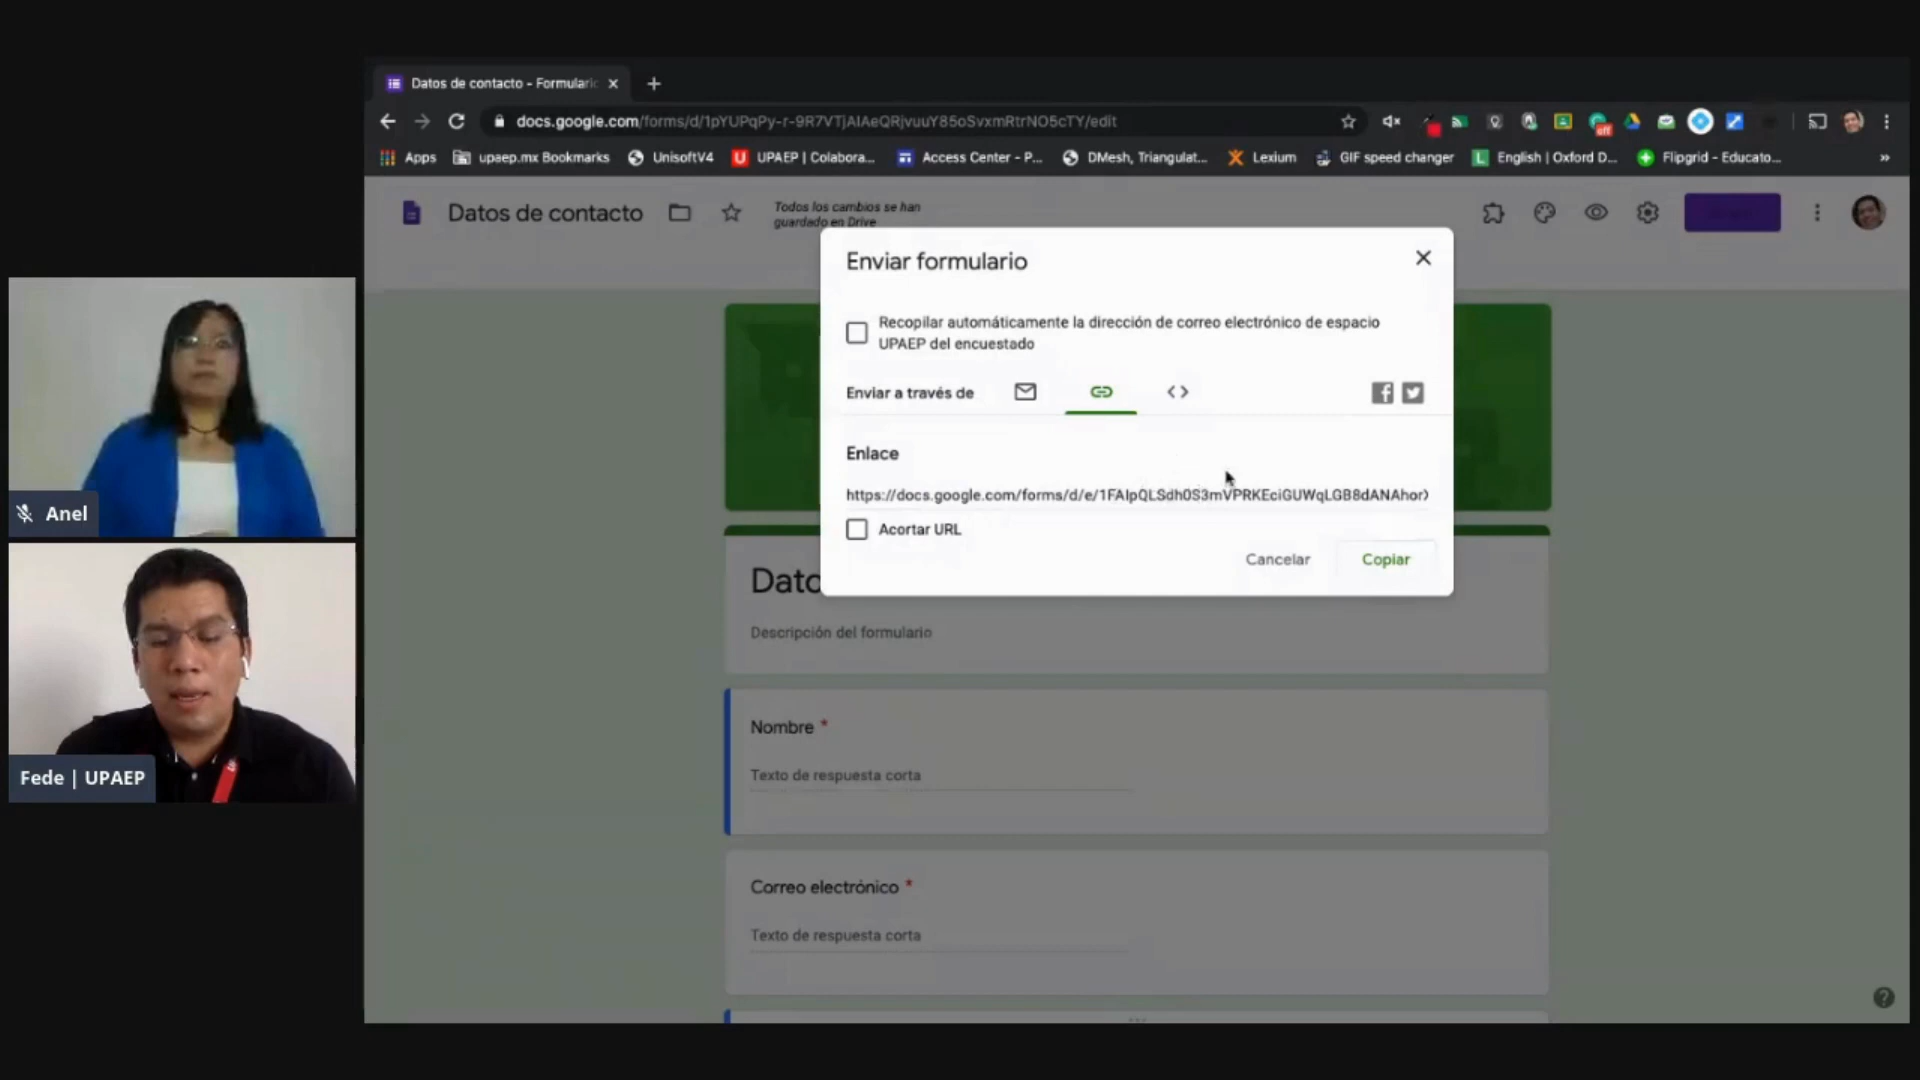 Datos de contacto - Formulari
docs.google.com/forms/d/1pYUPqPy-r-9R7VTjAIAeQRjvuuY85oSvxmRtrNO5cTY/edit
off
Apps
upaep.mx Bookmarks
UnisoftV4
UPAEP | Colabora...
Access Center - P...
DMesh, Triangulat...
Lexium
GIF speed changer
English | Oxford D...
Flipgrid - Educato...
Datos de contacto
Todos los cambios se han
guardado en Drive
Enviar formulario
Recopilar automáticamente la dirección de correo electrónico de espacio
UPAEP del encuestado
Enviar a través de
Enlace
https://docs.google.com/forms/d/e/1FAIpQLSdh0S3mVPRKEciGUWqLGB8dANAhor
Acortar URL
Cancelar
Copiar
Dato
Descripción del formulario
Nombre *
Texto de respuesta corta
Correo electrónico *
Texto de respuesta corta
Anel
Fede | UPAEP